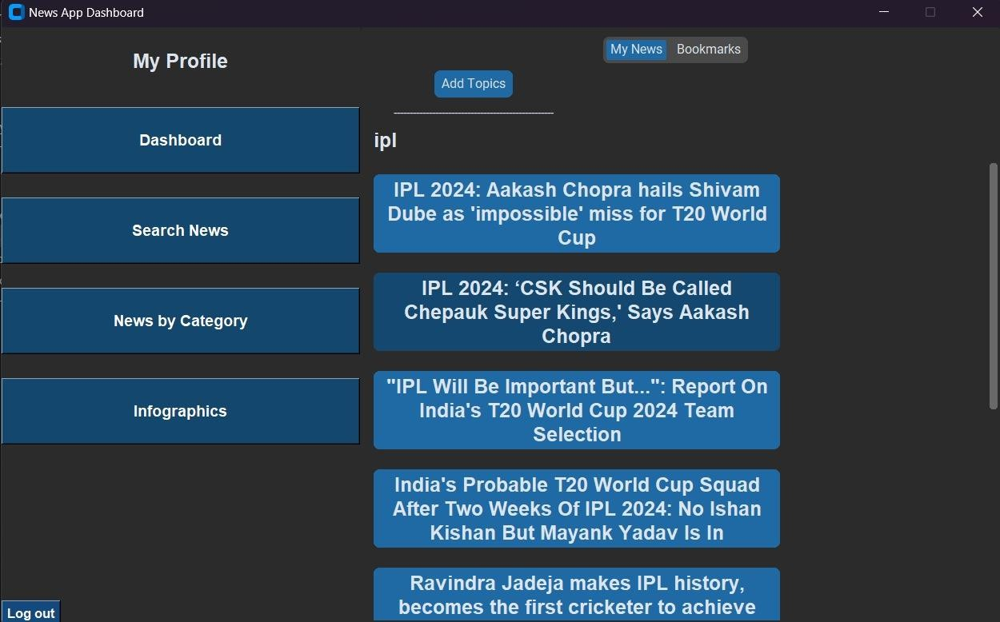 News App Dashboard
My Profile
Dashboard
Search News
News by Category
Infographics
Log out
My News
Bookmarks
Add Topics
ipl
IPL 2024: Aakash Chopra hails Shivam
Dube as 'impossible' miss for T20 World
Cup
IPL 2024: ‘CSK Should Be Called
Chepauk Super Kings,' Says Aakash
Chopra
"IPL Will Be Important But...": Report On
India's T20 World Cup 2024 Team
Selection
India's Probable T20 World Cup Squad
After Two Weeks Of IPL 2024: No Ishan
Kishan But Mayank Yadav Is In
Ravindra Jadeja makes IPL history,
becomes the first cricketer to achieve